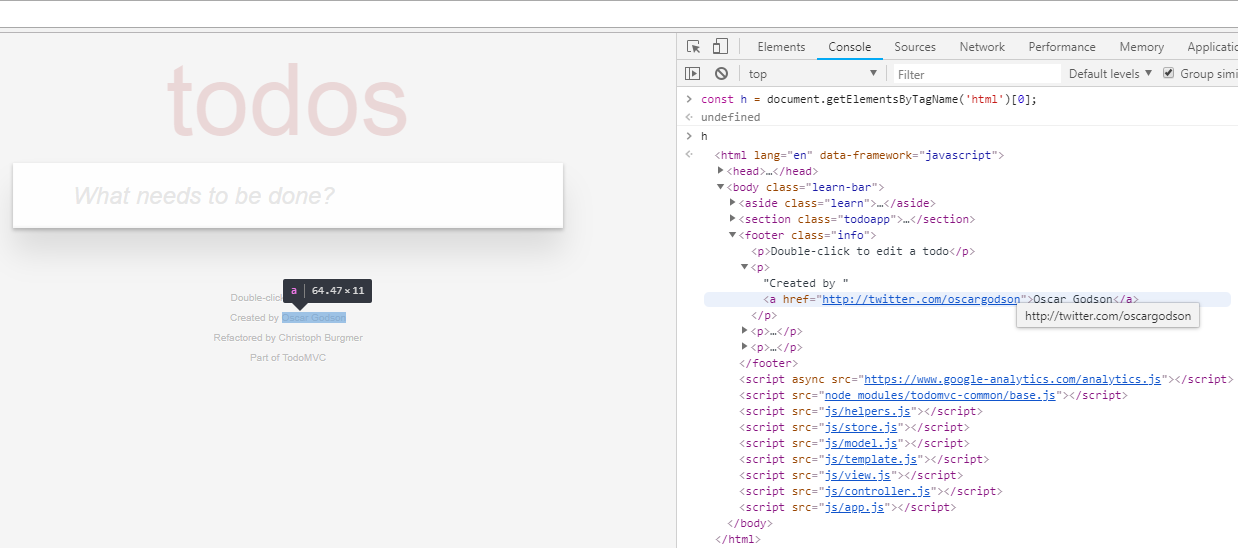 todos
What needs to be done?
a 64.47 × 11
Double-click
Created by Oscar Godson
Refactored by Christoph Burgmer
Part of TodoMVC
Elements Console Sources Network Performance Memory Applicatio
top Filter Default levels Group simi
const h = document.getElementsByTagName('html')[0];
undefined
h
<html lang="en" data-framework="javascript">
<head>…</head>
<body class="learn-bar">
<aside class="learn">…</aside>
<section class="todoapp">…</section>
<footer class="info">
<p>Double-click to edit a todo</p>
<p>
"Created by "
<a href="http://twitter.com/oscargodson">Oscar Godson</a>
</p>
http://twitter.com/oscargodson
<p>…</p>
<p>…</p>
</footer>
<script async src="https://www.google-analytics.com/analytics.js"></script>
<script src="node_modules/todomvc-common/base.js"></script>
<script src="js/helpers.js"></script>
<script src="js/store.js"></script>
<script src="js/model.js"></script>
<script src="js/template.js"></script>
<script src="js/view.js"></script>
<script src="js/controller.js"></script>
<script src="js/app.js"></script>
</body>
</html>